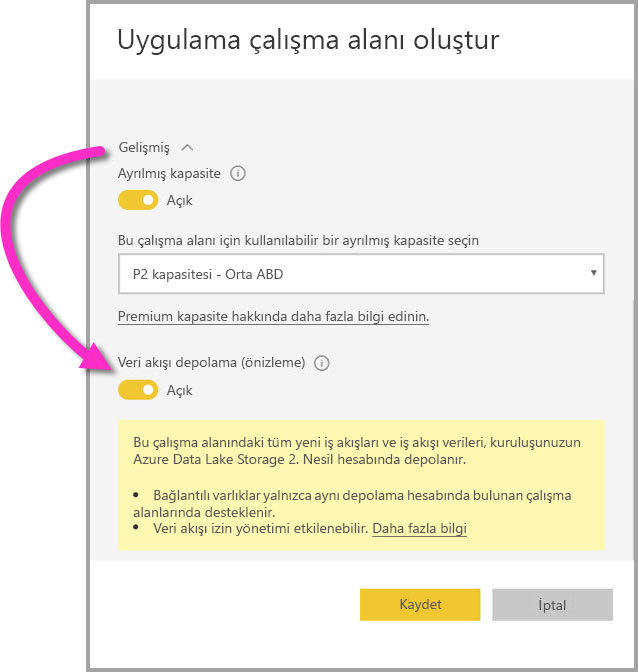 Uygulama çalışma alanı oluştur
Gelişmiş
Ayrılmış kapasite
Açık
Bu çalışma alanı için kullanılabilir bir ayrılmış kapasite seçin
P2 kapasitesi - Orta ABD
Premium kapasite hakkında daha fazla bilgi edinin.
Veri akışı depolama (önizleme)
Açık
Bu çalışma alanındaki tüm yeni iş akışları ve iş akışı verileri, kuruluşunuzun
Azure Data Lake Storage 2. Nesil hesabında depolanır.
• Bağlantılı varlıklar yalnızca aynı depolama hesabında bulunan çalışma
alanlarında desteklenir.
• Veri akışı izin yönetimi etkilenebilir. Daha fazla bilgi
Kaydet
İptal